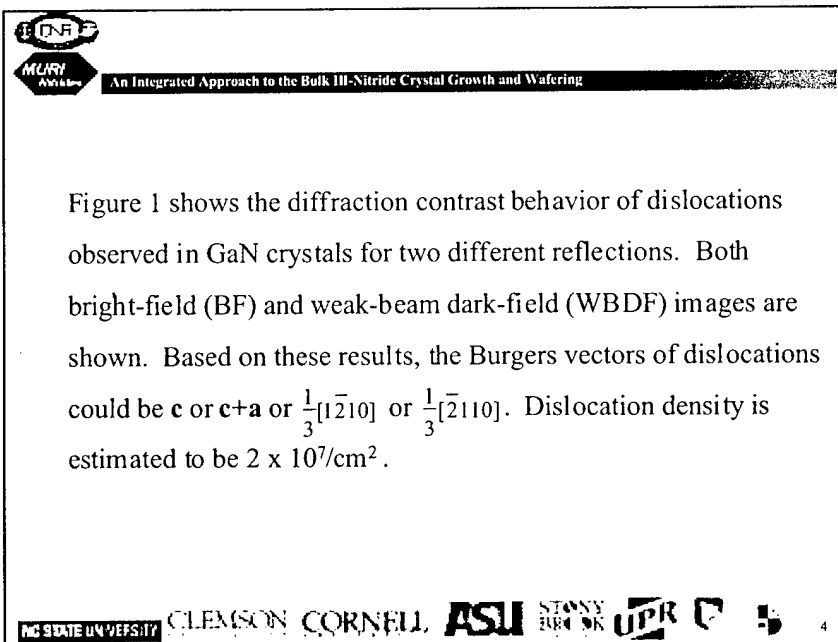 MURI
An Integrated Approach to the Bulk III-Nitride Crystal Growth and Wafering
Figure 1 shows the diffraction contrast behavior of dislocations
observed in GaN crystals for two different reflections. Both
bright-field (BF) and weak-beam dark-field (WBDF) images are
shown. Based on these results, the Burgers vectors of dislocations
could be c or c+a or 1/3[12̄10] or 1/3[2̄110]. Dislocation density is
estimated to be 2 x 10⁷/cm².
NC STATE UNIVERSITY CLEMSON CORNELL ASU STONY BROOK UPR 4